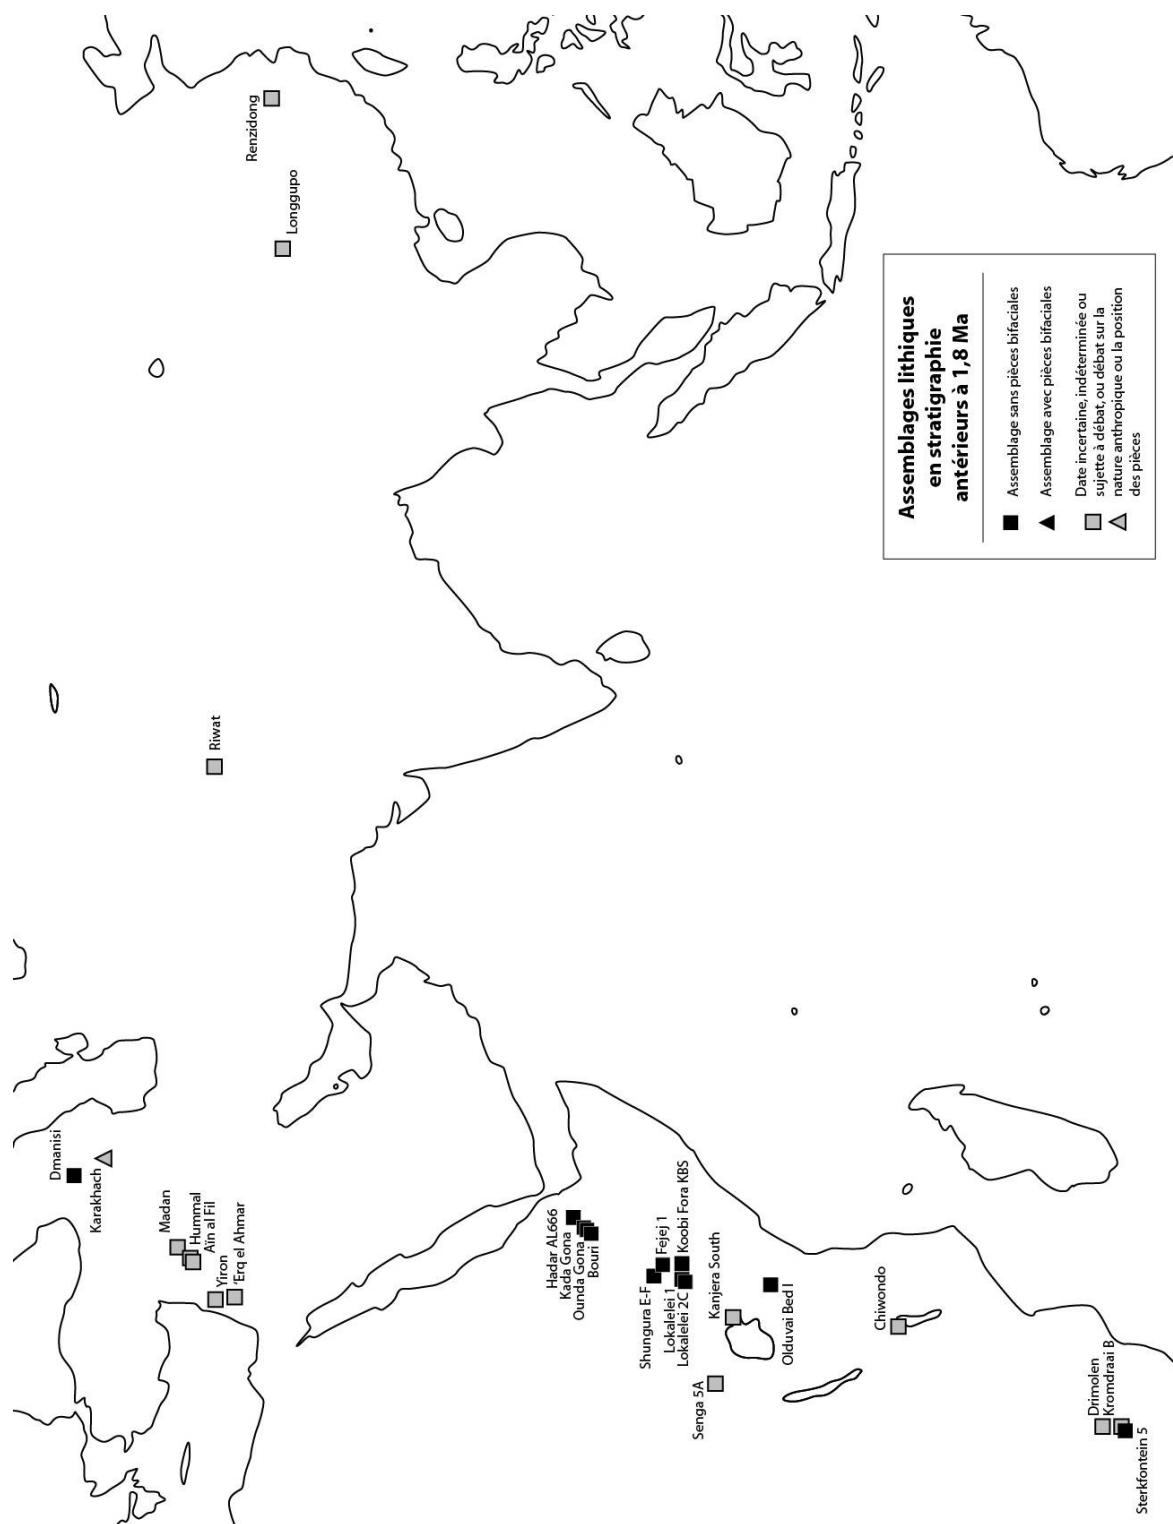 Assemblages lithiques
en stratigraphie
antérieurs à 1,8 Ma
Assemblage sans pièces bifaciales
Assemblage avec pièces bifaciales
Date incertaine, indéterminée ou
sujette à débat, ou débat sur la
nature anthropique ou la position
des pièces
Dmanisi
Karakhach
Madan
Hummal
Aïn al Fil
Yiron
'Erq el Ahmar
Riwat
Longgupo
Renzidong
Hadar AL666
Kada Gona
Ounda Gona
Bouri
Shungura E-F
Fejej 1
Lokalelei 1
Lokalelei 2C
Koobi Fora KBS
Kanjera South
Senga 5A
Olduvai Bed I
Chiwondo
Drimolen
Kromdraai B
Sterkfontein 5